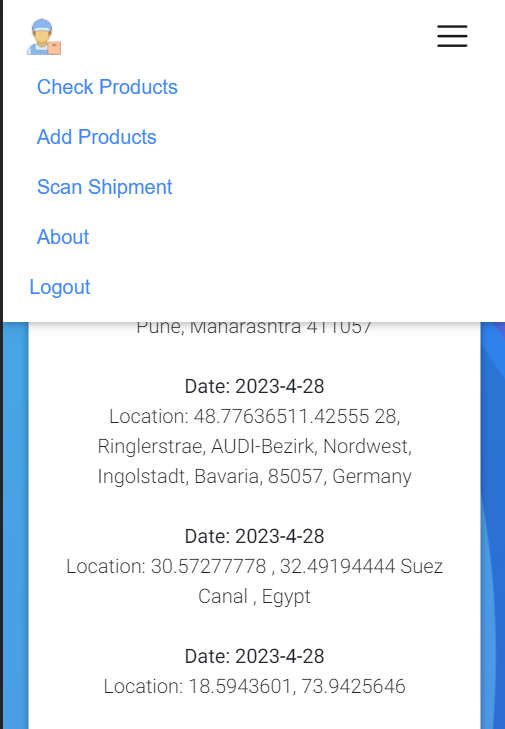 Check Products
Add Products
Scan Shipment
About
Logout
Pune, Maharashtra 411057
Date: 2023-4-28
Location: 48.77636511.42555 28,
Ringlerstrae, AUDI-Bezirk, Nordwest,
Ingolstadt, Bavaria, 85057, Germany
Date: 2023-4-28
Location: 30.57277778 , 32.49194444 Suez
Canal , Egypt
Date: 2023-4-28
Location: 18.5943601, 73.9425646